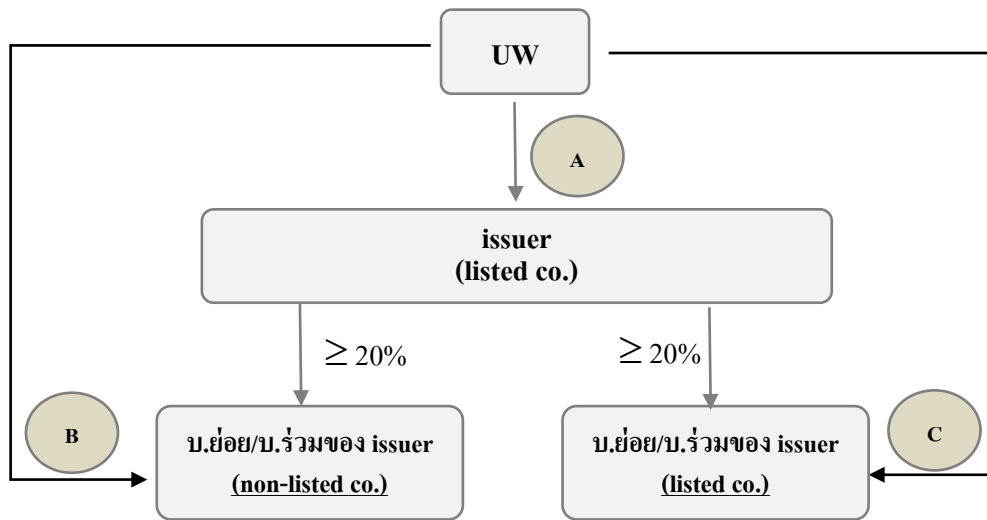 UW
A
issuer
(listed co.)
≥ 20%
≥ 20%
B
บ.ย่อย/บ.ร่วมของ issuer
(non-listed co.)
บ.ย่อย/บ.ร่วมของ issuer
(listed co.)
C